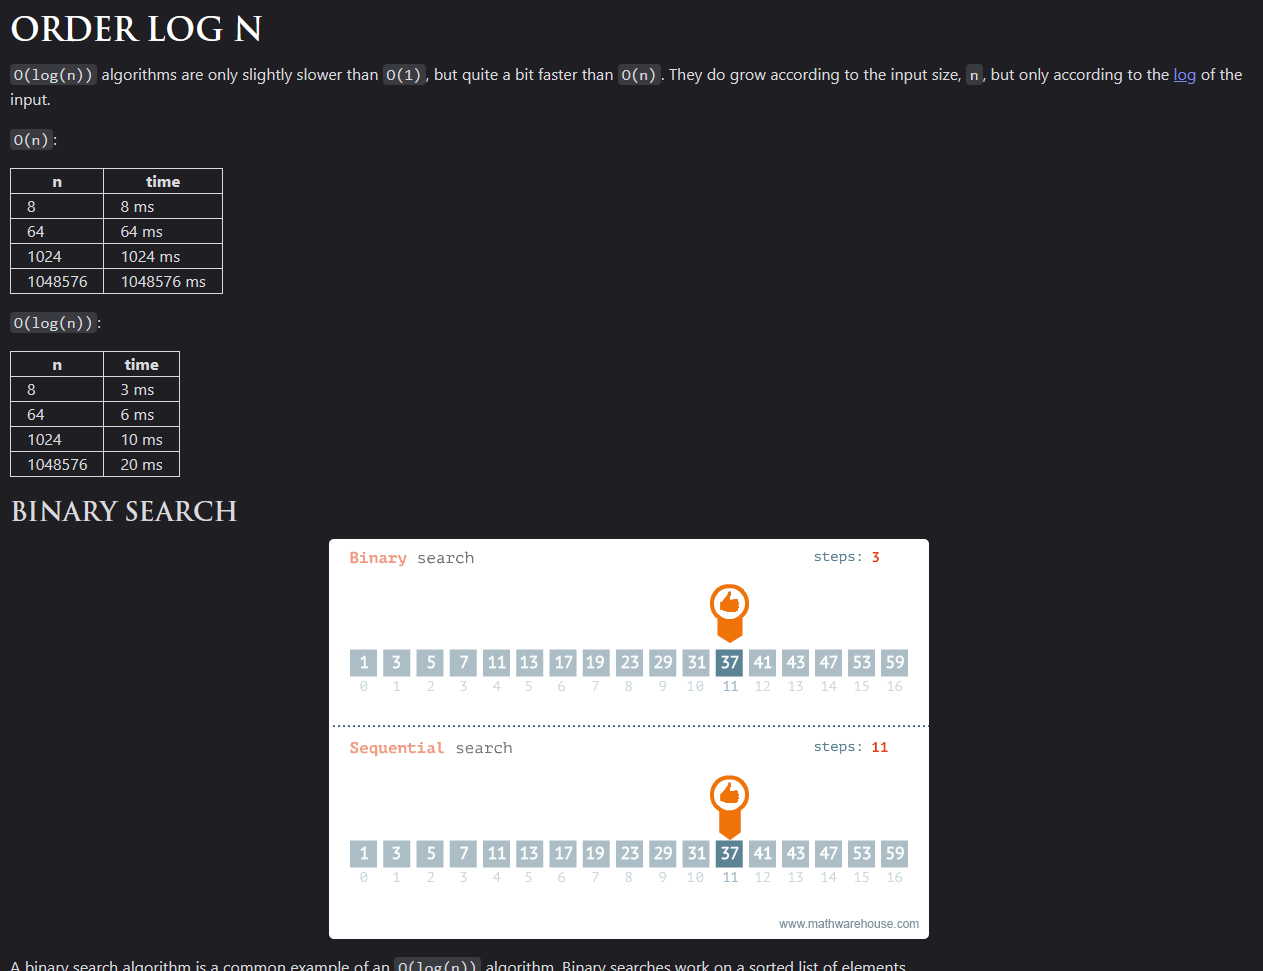 ORDER LOG N
O(log(n)) algorithms are only slightly slower than O(1), but quite a bit faster than O(n). They do grow according to the input size, n, but only according to the log of the
input.
O(n):
n time
8 8 ms
64 64 ms
1024 1024 ms
1048576 1048576 ms
O(log(n)):
n time
8 3 ms
64 6 ms
1024 10 ms
1048576 20 ms
BINARY SEARCH
Binary search steps: 3
1 3 5 7 11 13 17 19 23 29 31 37 41 43 47 53 59
0 1 2 3 4 5 6 7 8 9 10 11 12 13 14 15 16
Sequential search steps: 11
1 3 5 7 11 13 17 19 23 29 31 37 41 43 47 53 59
0 1 2 3 4 5 6 7 8 9 10 11 12 13 14 15 16
www.mathwarehouse.com
A binary search algorithm is a common example of an O(log(n)) algorithm. Binary searches work on a sorted list of elements.